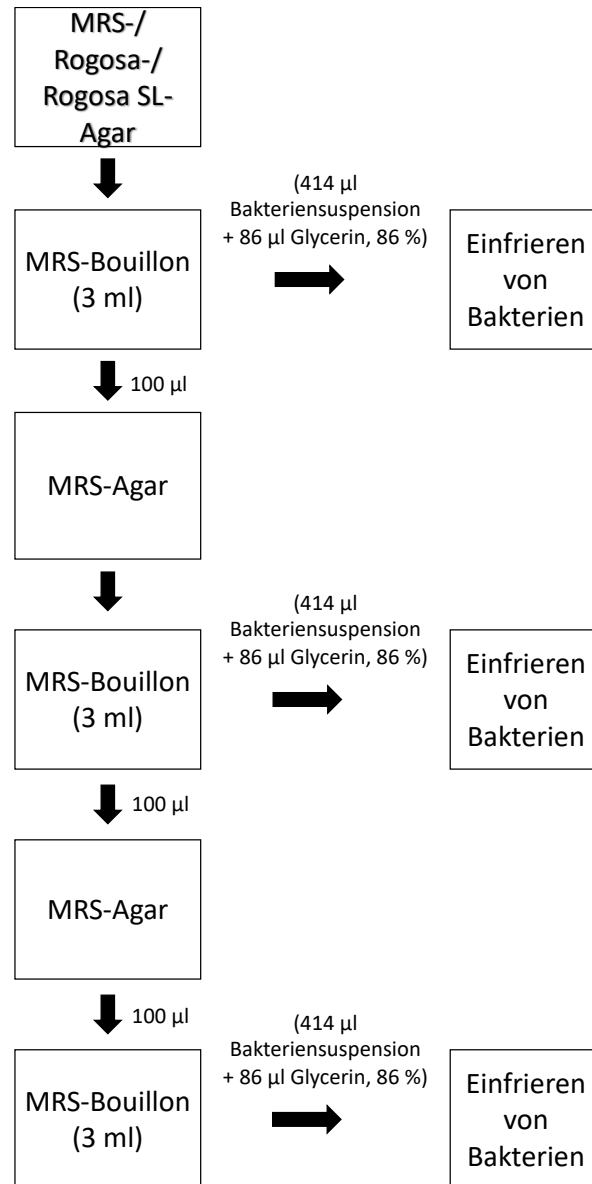 MRS-/
Rogosa-/
Rogosa SL-
Agar
(414 µl
Bakteriensuspension
+ 86 µl Glycerin, 86 %)
MRS-Bouillon
(3 ml)
Einfrieren
von
Bakterien
100 µl
MRS-Agar
(414 µl
Bakteriensuspension
+ 86 µl Glycerin, 86 %)
MRS-Bouillon
(3 ml)
Einfrieren
von
Bakterien
100 µl
MRS-Agar
100 µl
(414 µl
Bakteriensuspension
+ 86 µl Glycerin, 86 %)
MRS-Bouillon
(3 ml)
Einfrieren
von
Bakterien